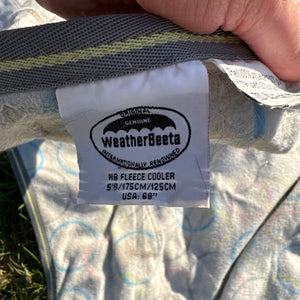 ORIGINAL
GENUINE
WeatherBeeta
INTERNATIONALLY RENOWNED
WB FLEECE COOLER
5'9/175CM/125CM
USA: 69"